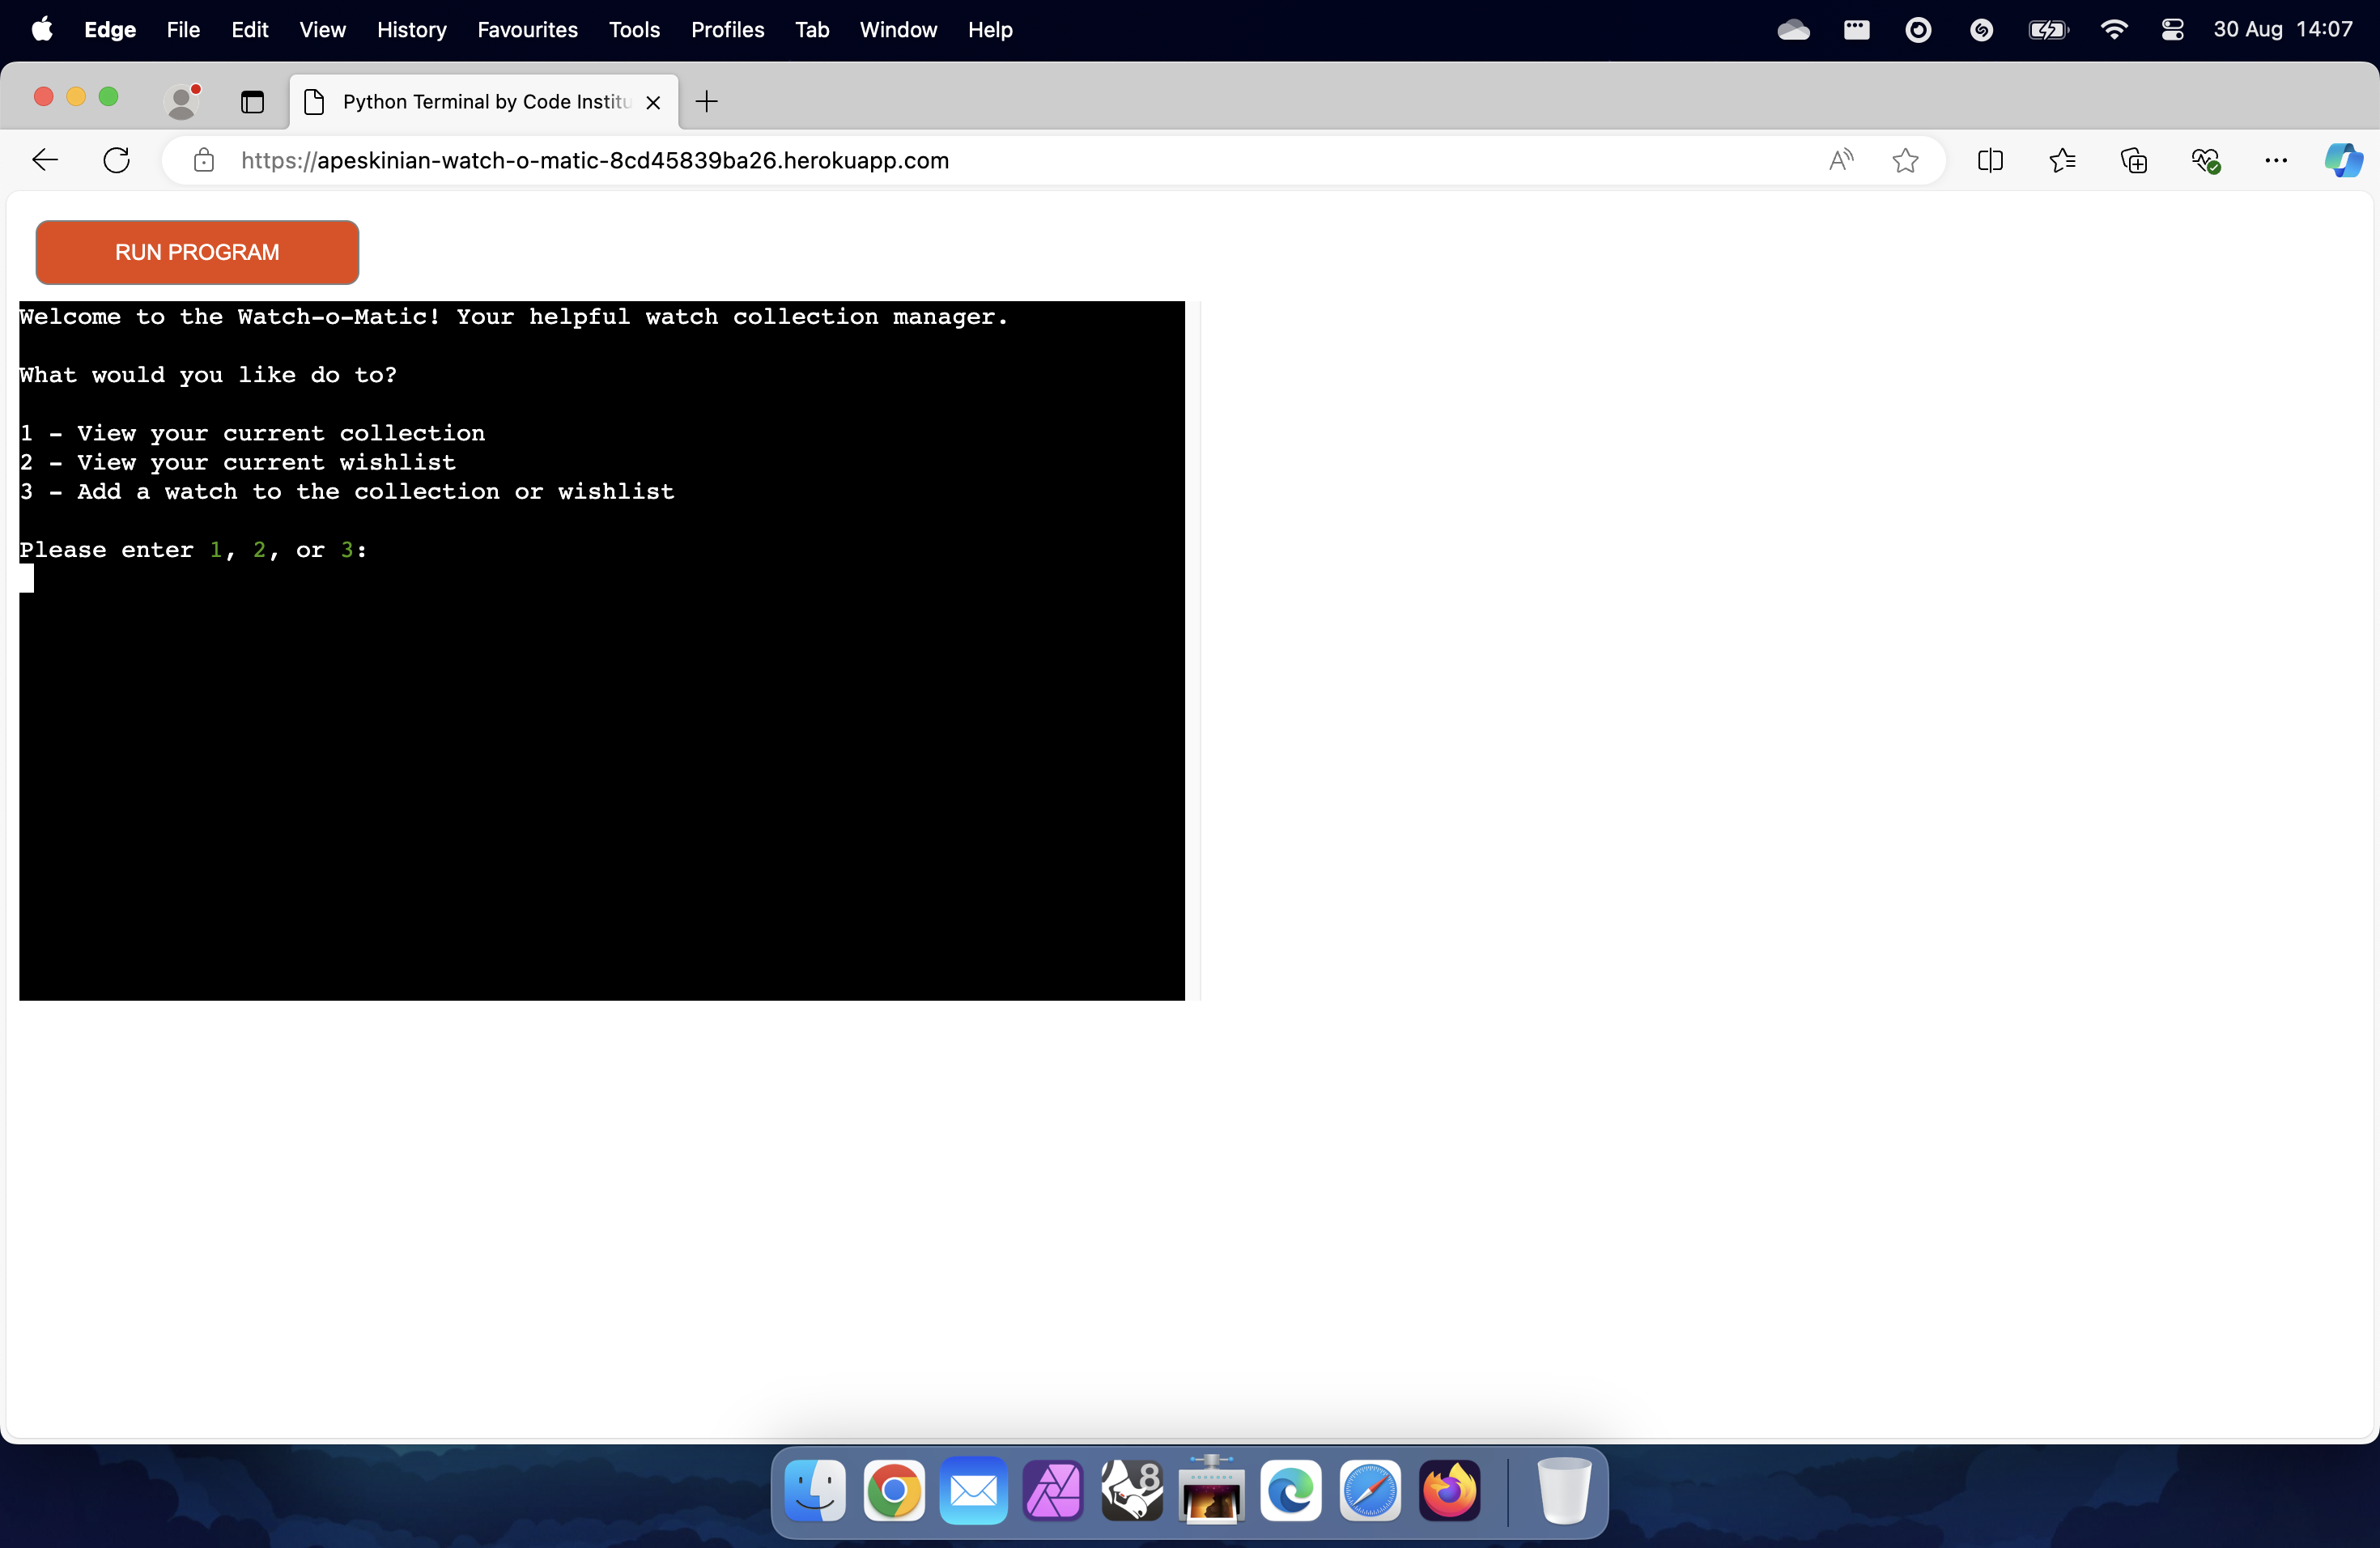 Edge File Edit View History Favourites Tools Profiles Tab Window Help 30 Aug 14:07
Python Terminal by Code Institu
https://apeskinian-watch-o-matic-8cd45839ba26.herokuapp.com
RUN PROGRAM
Welcome to the Watch-o-Matic! Your helpful watch collection manager.
What would you like do to?
1 - View your current collection
2 - View your current wishlist
3 - Add a watch to the collection or wishlist
Please enter 1, 2, or 3:
8